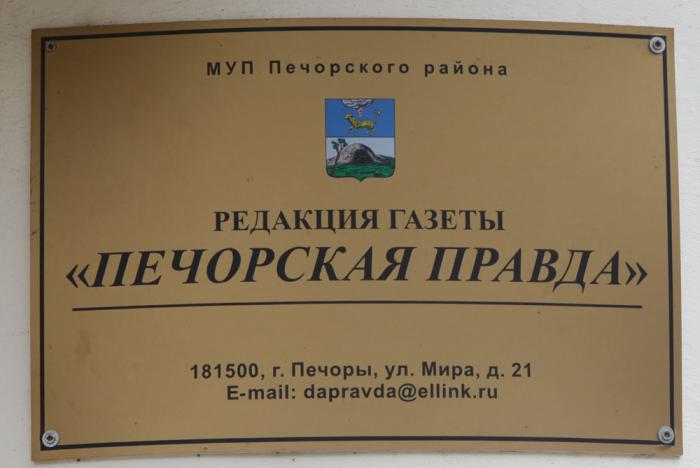 МУП Печорского района
РЕДАКЦИЯ ГАЗЕТЫ
«ПЕЧОРСКАЯ ПРАВДА»
181500, г. Печоры, ул. Мира, д. 21
E-mail: dapravda@ellink.ru